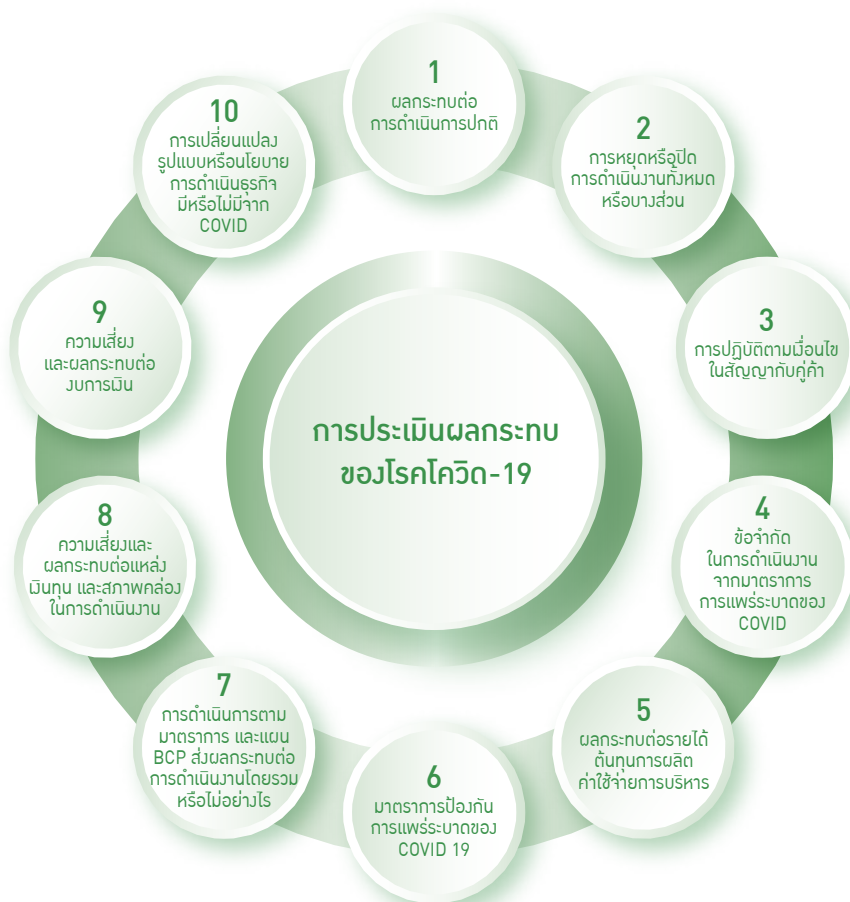 การประเมินผลกระทบ
ของโรคโควิด-19
1
ผลกระทบต่อ
การดำเนินการปกติ
2
การหยุดหรือปิด
การดำเนินงานทั้งหมด
หรือบางส่วน
3
การปฏิบัติตามเงื่อนไข
ในสัญญากับคู่ค้า
4
ข้อจำกัด
ในการดำเนินงาน
จากมาตราการ
การแพร่ระบาดของ
COVID
5
ผลกระทบต่อรายได้
ต้นทุนการผลิต
ค่าใช้จ่ายการบริหาร
6
มาตราการป้องกัน
การแพร่ระบาดของ
COVID 19
7
การดำเนินการตาม
มาตราการ และแผน
BCP ส่งผลกระทบต่อ
การดำเนินงานโดยรวม
หรือไม่อย่างไร
8
ความเสี่ยงและ
ผลกระทบต่อแหล่ง
เงินทุน และสภาพคล่อง
ในการดำเนินงาน
9
ความเสี่ยง
และผลกระทบต่อ
งบการเงิน
10
การเปลี่ยนแปลง
รูปแบบหรือนโยบาย
การดำเนินธุรกิจ
มีหรือไม่มีจาก
COVID